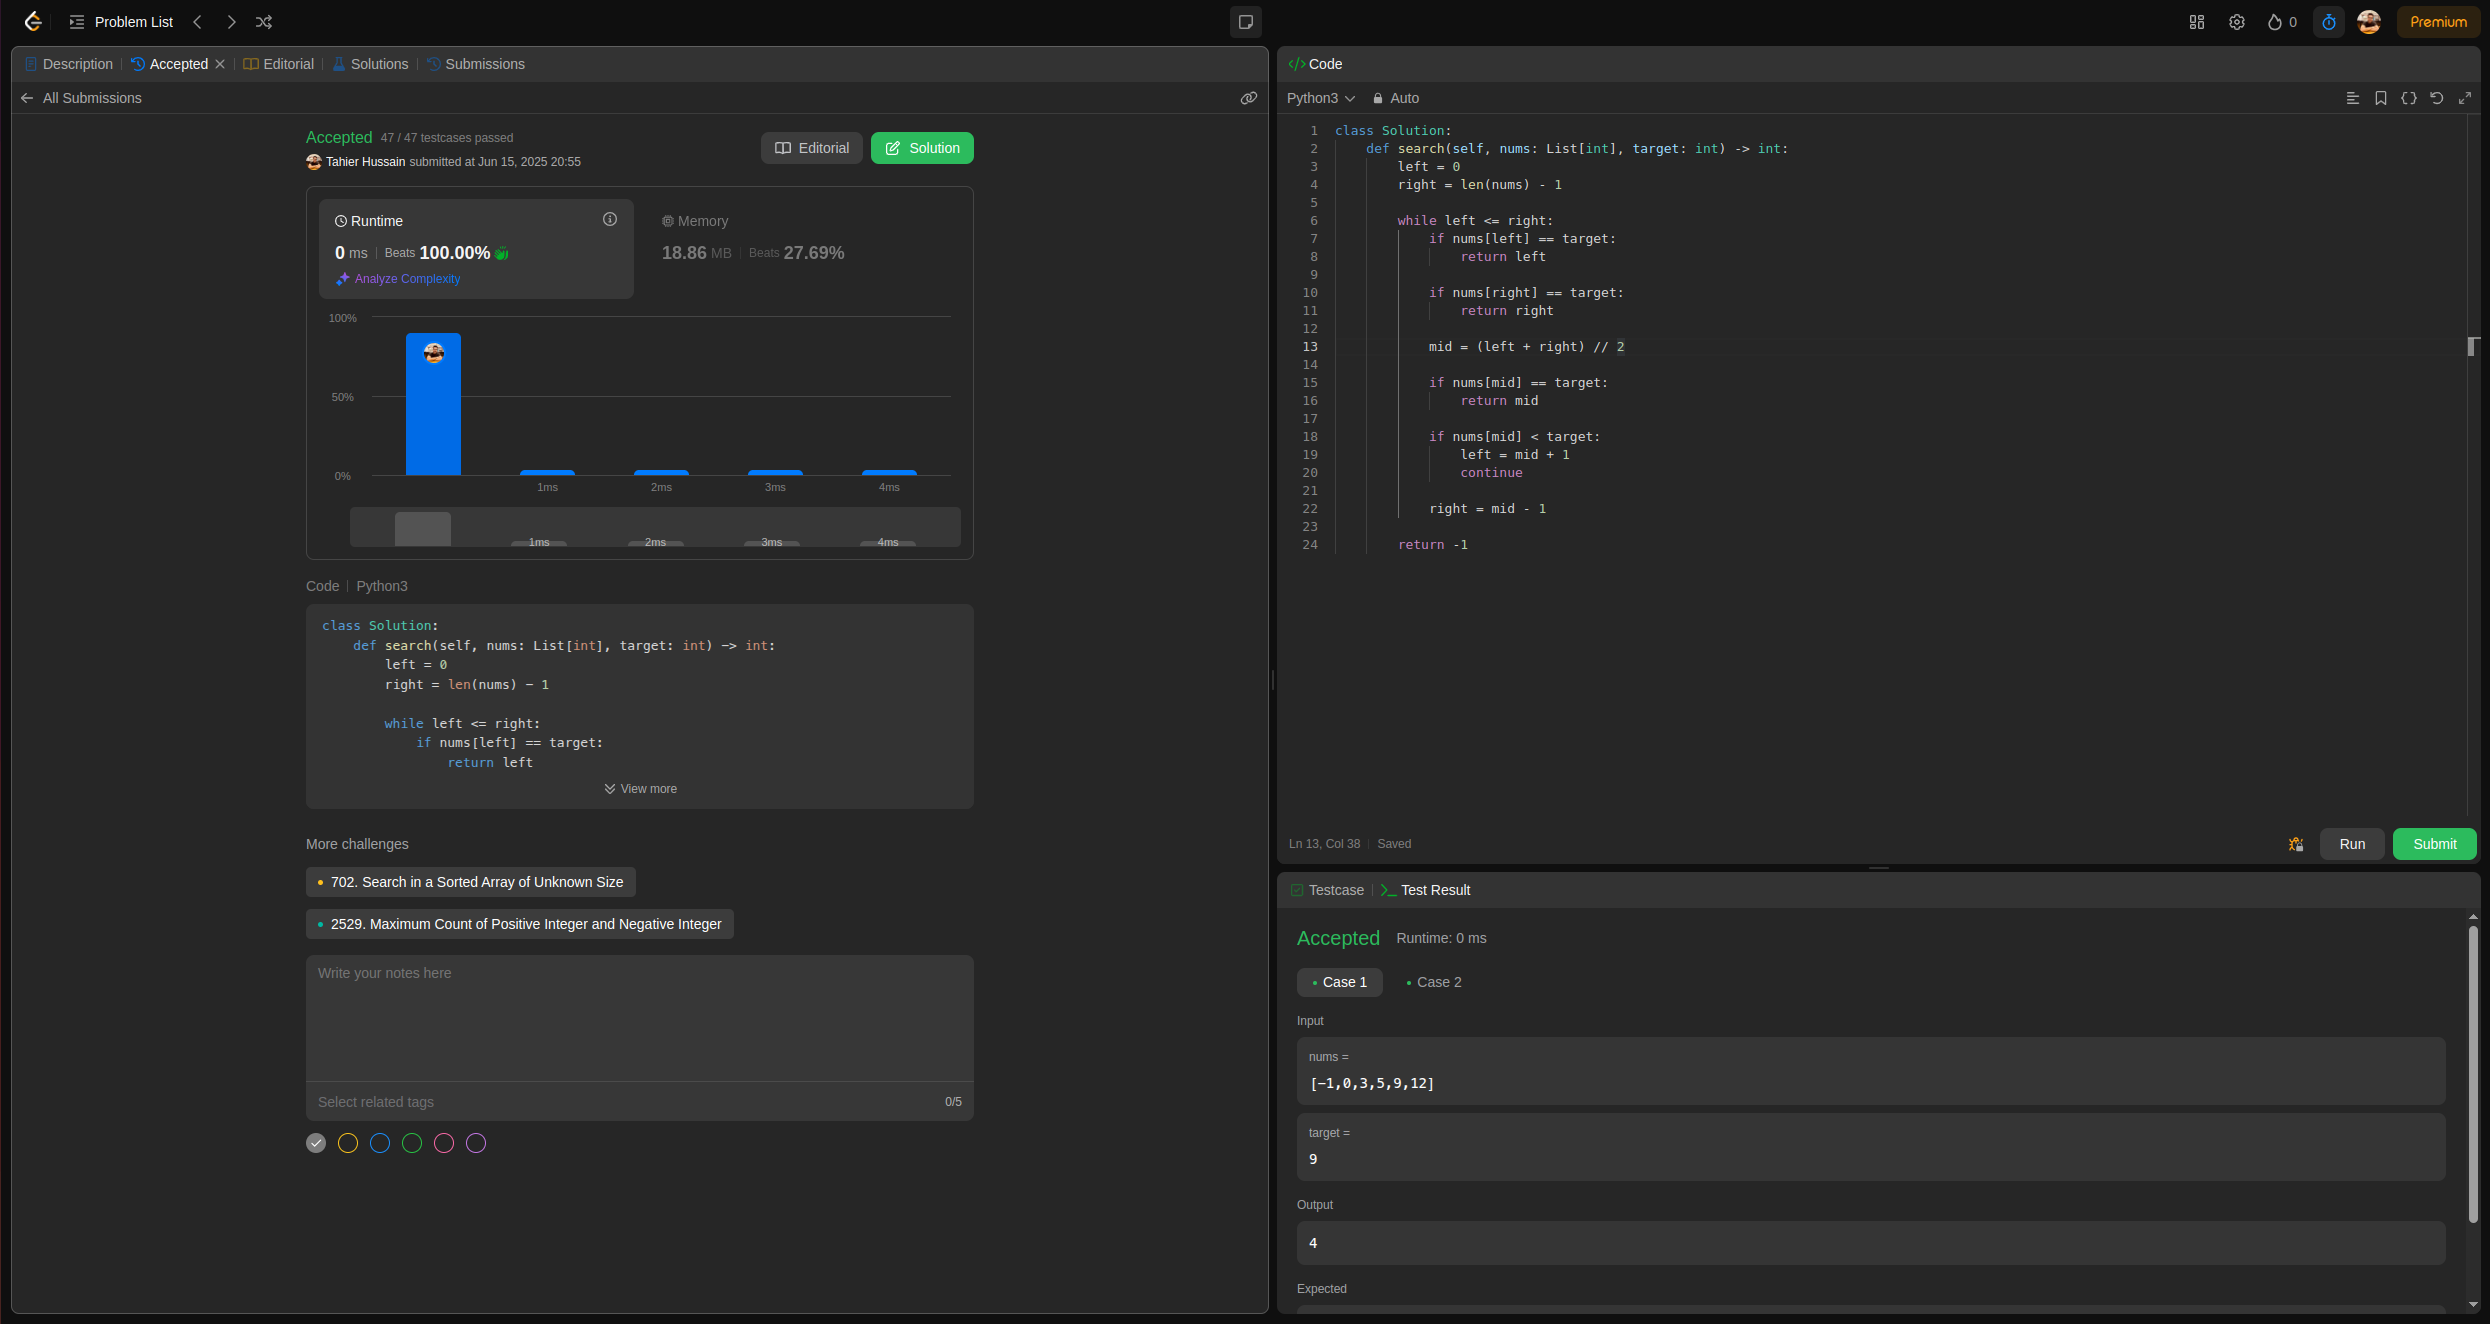 Problem List
0
Premium
Description | Accepted | Editorial | Solutions | Submissions
All Submissions
Accepted 47 / 47 testcases passed
Tahier Hussain submitted at Jun 15, 2025 20:55
Editorial
Solution
Runtime
0 ms | Beats 100.00%
Analyze Complexity
Memory
18.86 MB | Beats 27.69%
100%
50%
0%
1ms 2ms 3ms 4ms
1ms 2ms 3ms 4ms
Code | Python3
class Solution:
    def search(self, nums: List[int], target: int) -> int:
        left = 0
        right = len(nums) - 1
        while left <= right:
            if nums[left] == target:
                return left
View more
More challenges
702. Search in a Sorted Array of Unknown Size
2529. Maximum Count of Positive Integer and Negative Integer
Write your notes here
Select related tags 0/5
Code
Python3 Auto
1 class Solution:
2     def search(self, nums: List[int], target: int) -> int:
3         left = 0
4         right = len(nums) - 1
5
6         while left <= right:
7             if nums[left] == target:
8                 return left
9
10             if nums[right] == target:
11                 return right
12
13             mid = (left + right) // 2
14
15             if nums[mid] == target:
16                 return mid
17
18             if nums[mid] < target:
19                 left = mid + 1
20                 continue
21
22             right = mid - 1
23
24         return -1
Ln 13, Col 38 | Saved
Run
Submit
Testcase | >_ Test Result
Accepted Runtime: 0 ms
Case 1 Case 2
Input
nums =
[-1,0,3,5,9,12]
target =
9
Output
4
Expected